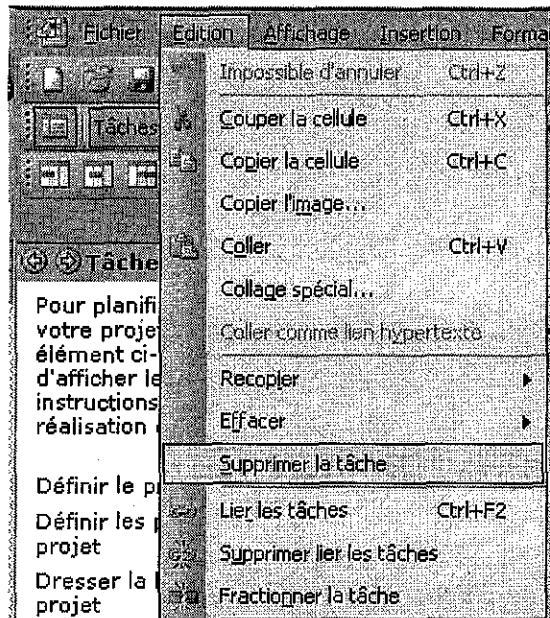 Fichier Edition Affichage Insertion Forma
Impossible d'annuler Ctrl+Z
Tâches
Couper la cellule Ctrl+X
Copier la cellule Ctrl+C
Copier l'image...
Tâche
Coller Ctrl+V
Collage spécial...
Coller comme lien hypertexte
Recopier
Effacer
Supprimer la tâche
Lier les tâches Ctrl+F2
Supprimer lier les tâches
Fractionner la tâche
Pour planifi
votre proje
élément ci-
d'afficher le
instructions
réalisation
Définir le p
Définir les p
projet
Dresser la l
projet